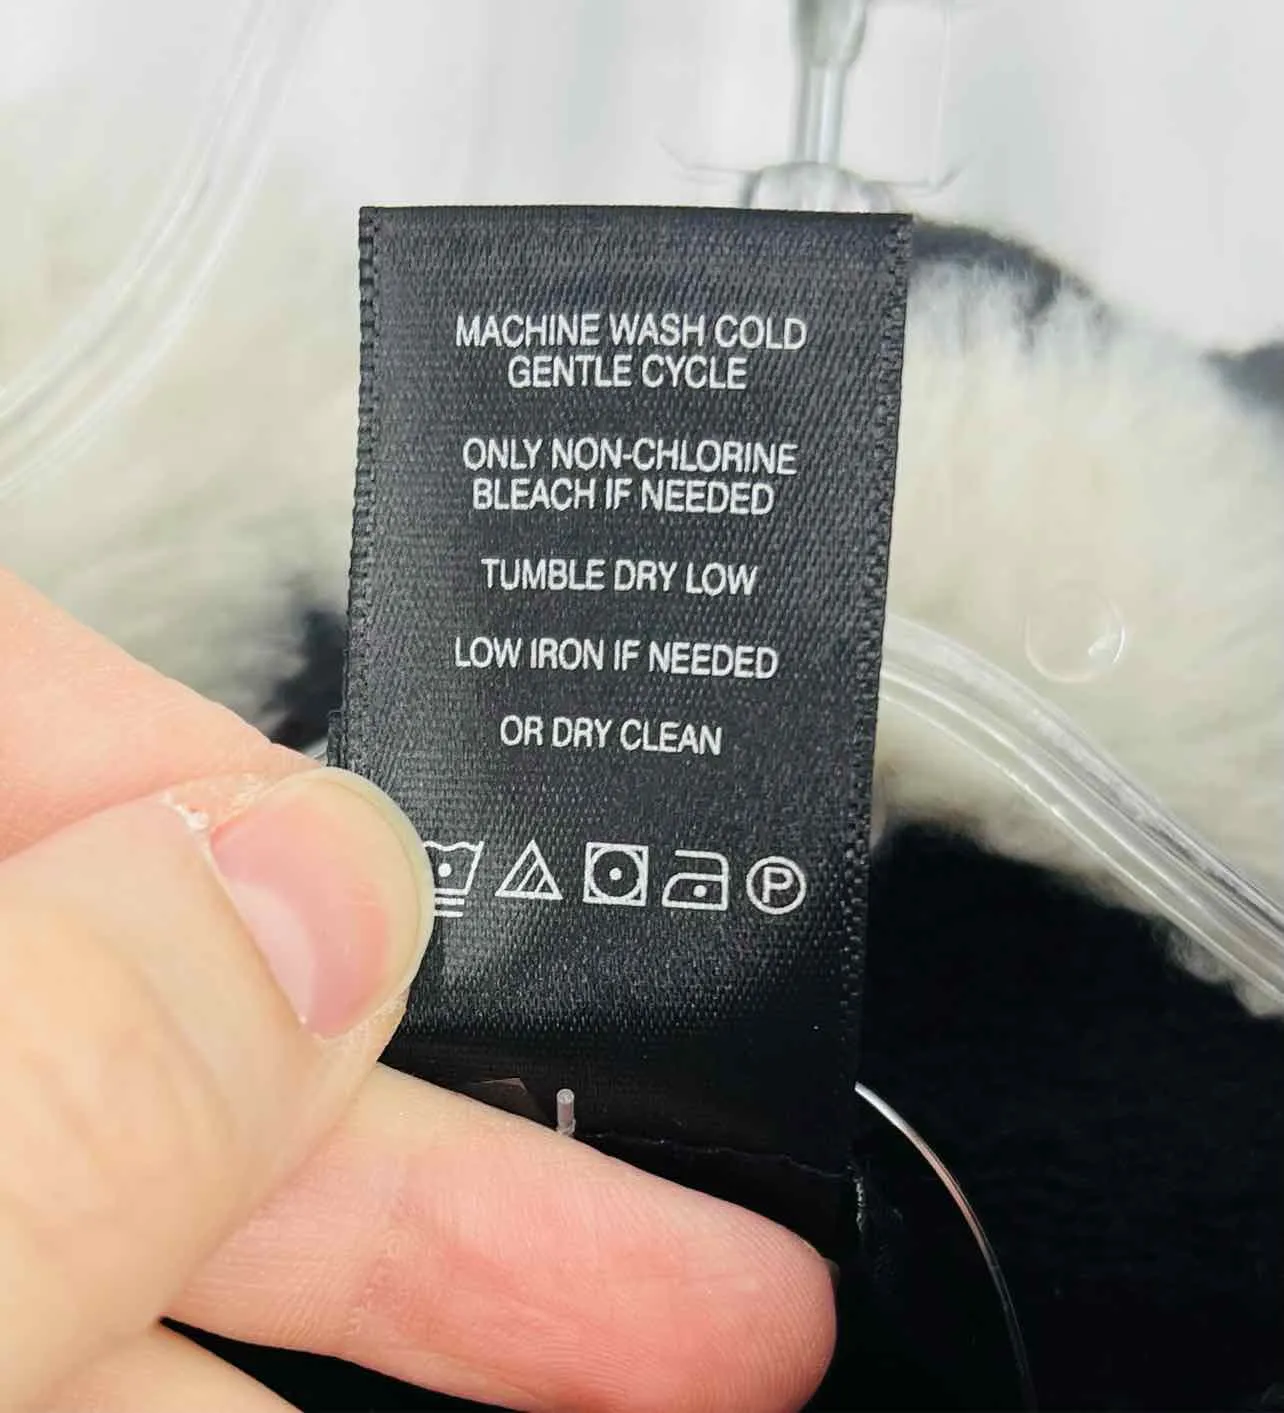 MACHINE WASH COLD
GENTLE CYCLE
ONLY NON-CHLORINE
BLEACH IF NEEDED
TUMBLE DRY LOW
LOW IRON IF NEEDED
OR DRY CLEAN
P